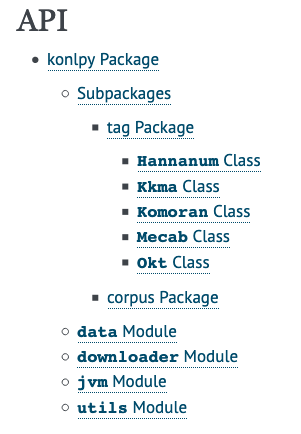 API
konlpy Package
Subpackages
tag Package
Hannanum Class
Kkma Class
Komoran Class
Mecab Class
Okt Class
corpus Package
data Module
downloader Module
jvm Module
utils Module